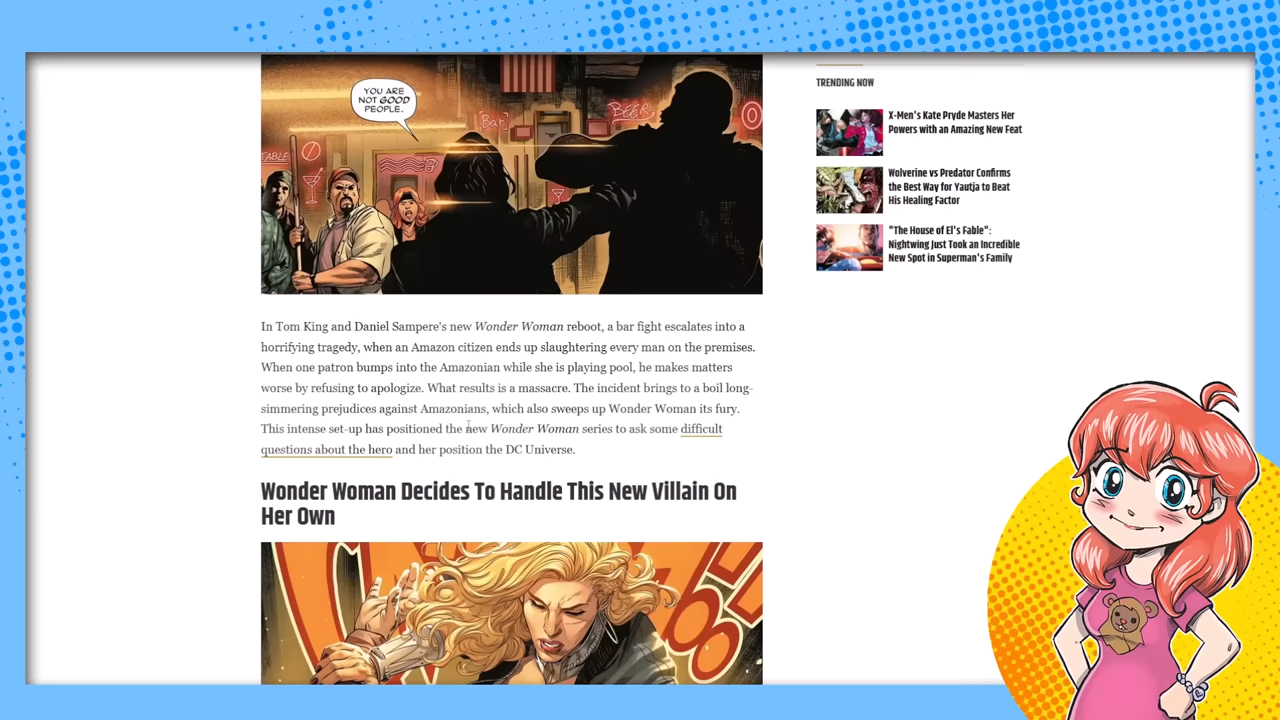 YOU ARE
NOT GOOD
PEOPLE.
Bar
BEER
TABLE
In Tom King and Daniel Sampere's new Wonder Woman reboot, a bar fight escalates into a
horrifying tragedy, when an Amazon citizen ends up slaughtering every man on the premises.
When one patron bumps into the Amazonian while she is playing pool, he makes matters
worse by refusing to apologize. What results is a massacre. The incident brings to a boil long-
simmering prejudices against Amazonians, which also sweeps up Wonder Woman its fury.
This intense set-up has positioned the new Wonder Woman series to ask some difficult
questions about the hero and her position the DC Universe.
Wonder Woman Decides To Handle This New Villain On
Her Own
TRENDING NOW
X-Men's Kate Pryde Masters Her
Powers with an Amazing New Feat
Wolverine vs Predator Confirms
the Best Way for Yautja to Beat
His Healing Factor
"The House of El's Fable":
Nightwing Just Took an Incredible
New Spot in Superman's Family